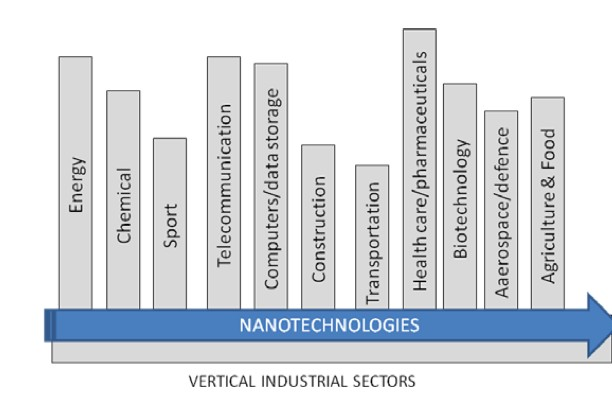 Energy
Chemical
Sport
Telecommunication
Computers/data storage
Construction
Transportation
Health care/pharmaceuticals
Biotechnology
Aaerospace/defence
Agriculture & Food
NANOTECHNOLOGIES
VERTICAL INDUSTRIAL SECTORS